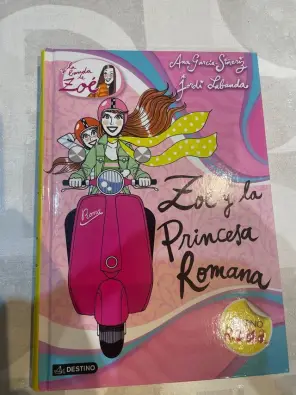 Ana García-Siñeriz
Jordi Labanda
La
Banda de
Zoé
Roma
Zoé y la
Princesa
Romana
DESTINO